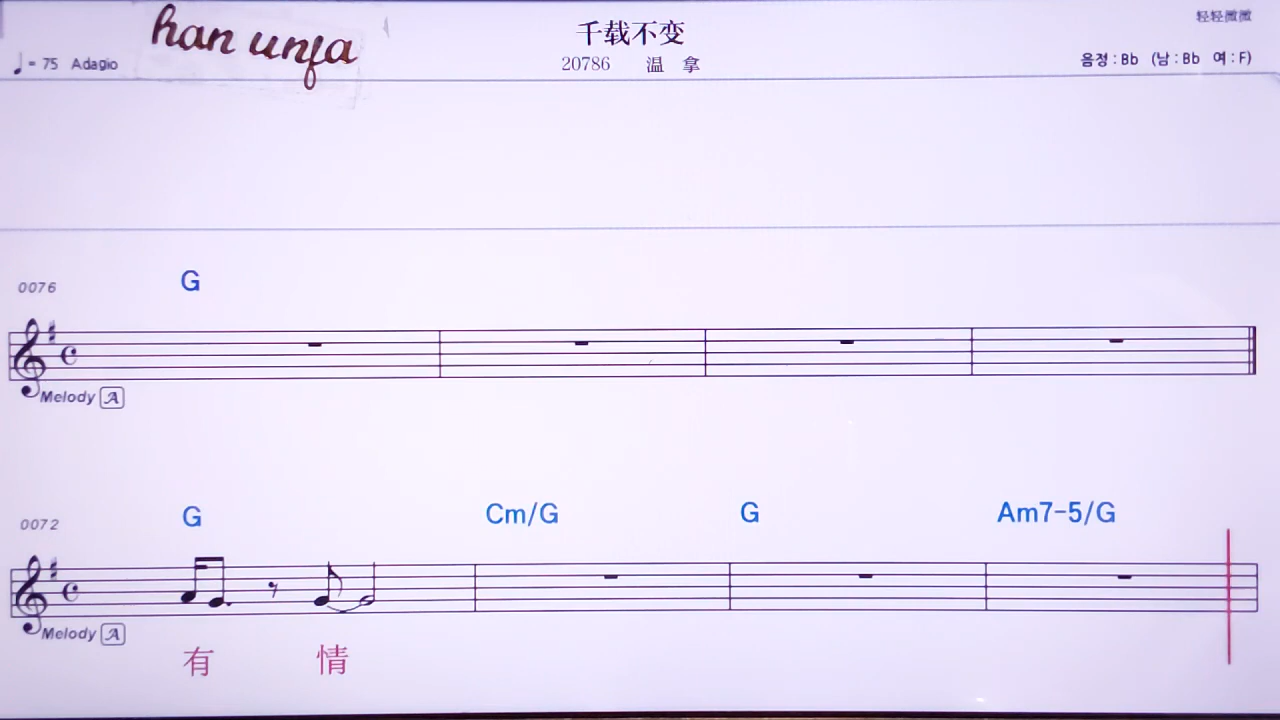 han unfa
千载不变
轻轻微微
♩= 75 Adagio
20786 温 拿
음정 : Bb (남 : Bb 여 : F)
0076 G
Melody A
0072 G Cm/G G Am7-5/G
Melody A
有 情